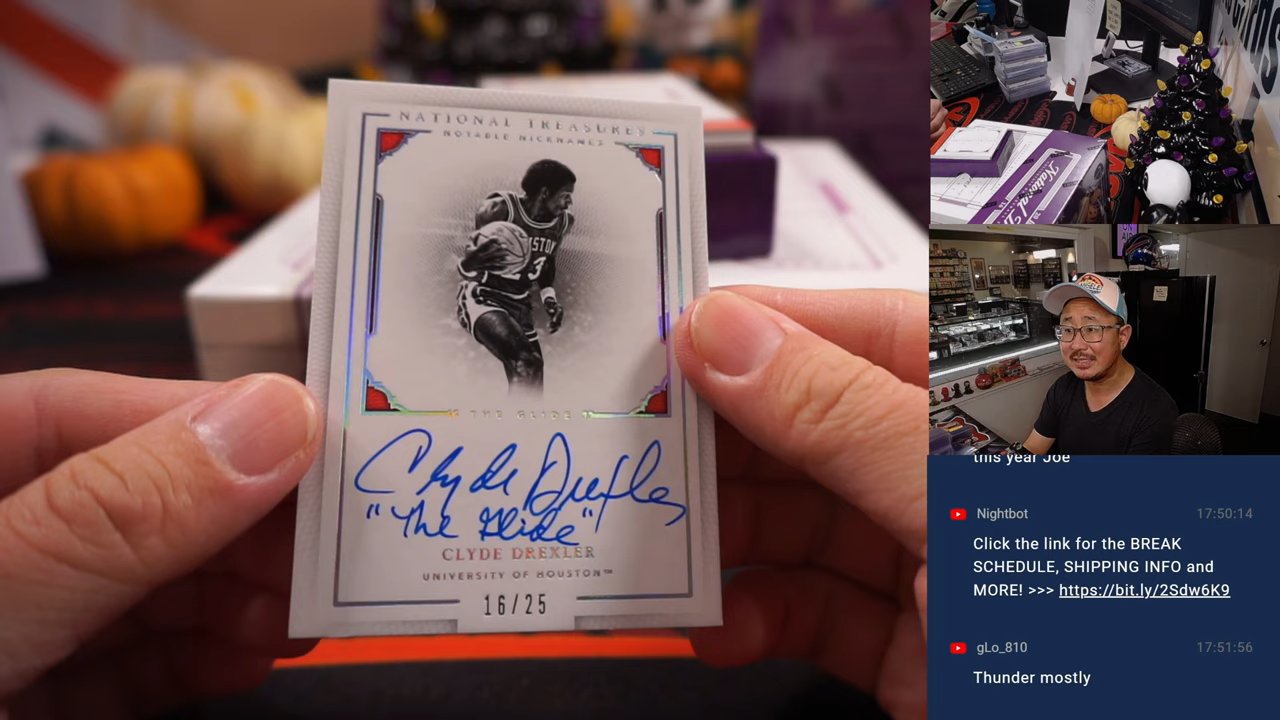 NATIONAL TREASURES
NOTABLE NICKNAMES
THE GLIDE
Clyde Drexler
"The Glide"
CLYDE DREXLER
UNIVERSITY OF HOUSTON™
16/25
this year Joe
Nightbot 17:50:14
Click the link for the BREAK
SCHEDULE, SHIPPING INFO and
MORE! >>> https://bit.ly/2Sdw6K9
gLo_810 17:51:56
Thunder mostly